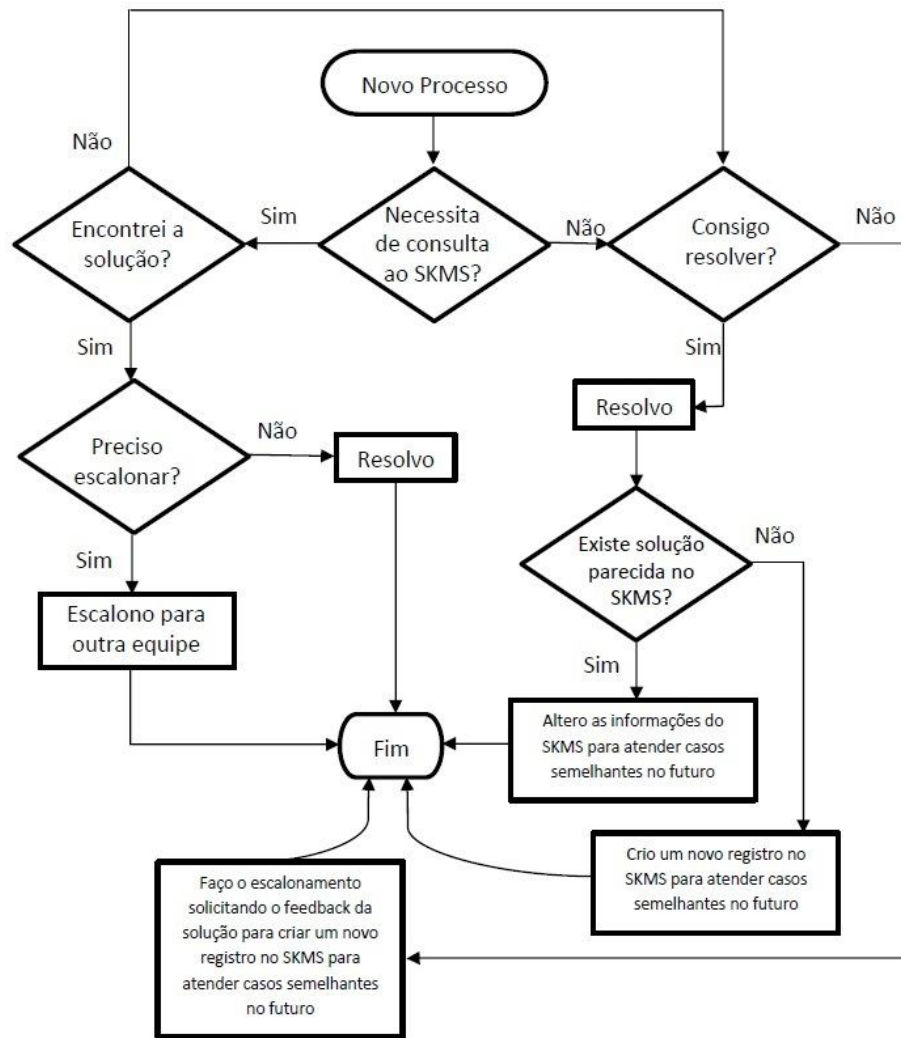 Novo Processo
Não
Encontrei a
solução?
Sim
Necessita
de consulta
ao SKMS?
Não
Consigo
resolver?
Não
Sim
Sim
Preciso
escalonar?
Não
Resolvo
Resolvo
Sim
Existe solução
parecida no
SKMS?
Não
Escalono para
outra equipe
Sim
Altero as informações do
SKMS para atender casos
semelhantes no futuro
Fim
Crio um novo registro no
SKMS para atender casos
semelhantes no futuro
Faço o escalonamento
solicitando o feedback da
solução para criar um novo
registro no SKMS para
atender casos semelhantes
no futuro